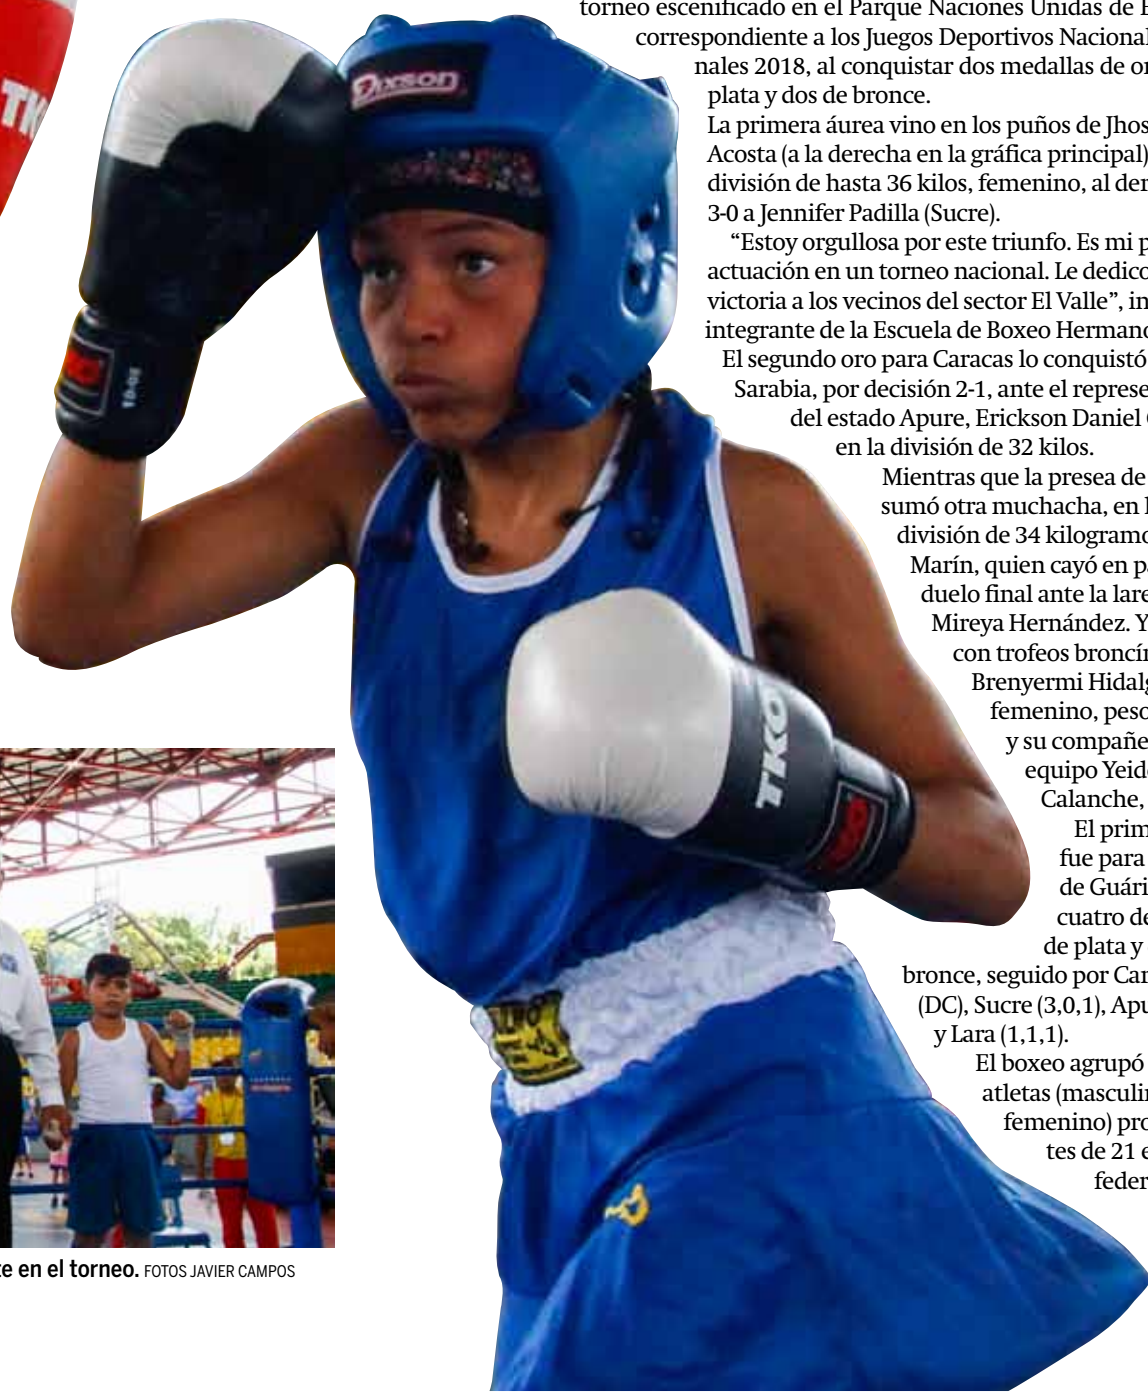 torneo escenificado en el Parque Naciones Unidas de
correspondiente a los Juegos Deportivos Nacional
nales 2018, al conquistar dos medallas de
plata y dos de bronce.
La primera áurea vino en los puños de Jhos
Acosta (a la derecha en la gráfica principal)
división de hasta 36 kilos, femenino, al der
3-0 a Jennifer Padilla (Sucre).
“Estoy orgullosa por este triunfo. Es mi p
actuación en un torneo nacional. Le dedico
victoria a los vecinos del sector El Valle”, in
integrante de la Escuela de Boxeo Hermano
El segundo oro para Caracas lo conquistó
Sarabia, por decisión 2-1, ante el represe
del estado Apure, Erickson Daniel
en la división de 32 kilos.
Mientras que la presea de
sumó otra muchacha, en l
división de 34 kilogramo
Marín, quien cayó en pa
duelo final ante la lare
Mireya Hernández. Y
con trofeos broncín
Brenyermi Hidalg
femenino, peso
y su compañe
equipo Yeid
Calanche,
El prim
fue para
de Guári
cuatro de
de plata y
bronce, seguido por Car
(DC), Sucre (3,0,1), Apu
y Lara (1,1,1).
El boxeo agrupó
atletas (masculin
femenino) pro
tes de 21 e
feder
Dixson
TKO
TKO
te en el torneo. FOTOS JAVIER CAMPOS